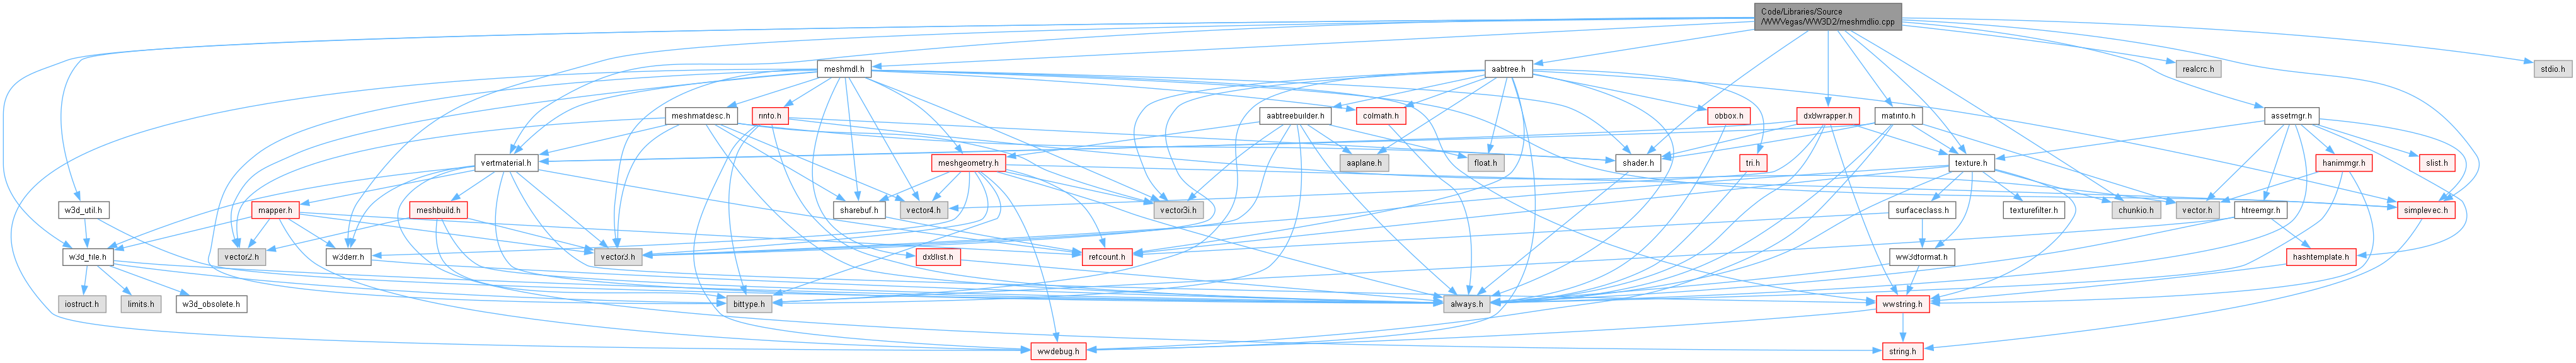 Code/Libraries/Source
/WWVegas/WW3D2/meshmdlio.cpp
meshmdl.h
aabtree.h
realcrc.h
stdio.h
meshmatdesc.h
rinfo.h
colmath.h
aabtreebuilder.h
obbox.h
dx8wrapper.h
matinfo.h
assetmgr.h
vertmaterial.h
meshgeometry.h
aaplane.h
float.h
tri.h
shader.h
texture.h
hanimmgr.h
slist.h
w3d_util.h
mapper.h
meshbuild.h
sharebuf.h
vector4.h
vector3i.h
surfaceclass.h
texturefilter.h
chunkio.h
vector.h
htreemgr.h
simplevec.h
w3d_file.h
vector2.h
w3derr.h
vector3.h
dx8list.h
refcount.h
ww3dformat.h
hashtemplate.h
iostruct.h
limits.h
w3d_obsolete.h
bittype.h
always.h
wwstring.h
wwdebug.h
string.h